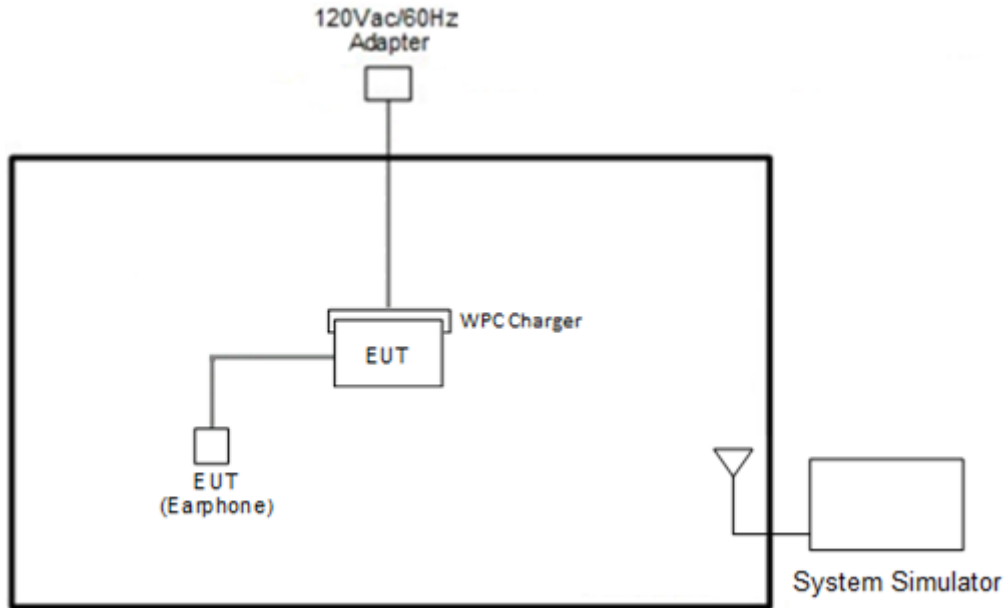 120Vac/60Hz
Adapter
WPC Charger
EUT
EUT
(Earphone)
System Simulator